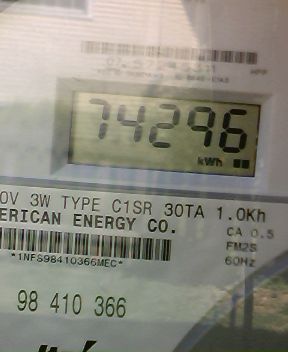 74296
kWh
0V 3W TYPE C1SR 30TA 1.0Kh
ERICAN ENERGY CO.
CA 0.5
FM2S
60Hz
*1NFS98410366MEC*
98 410 366